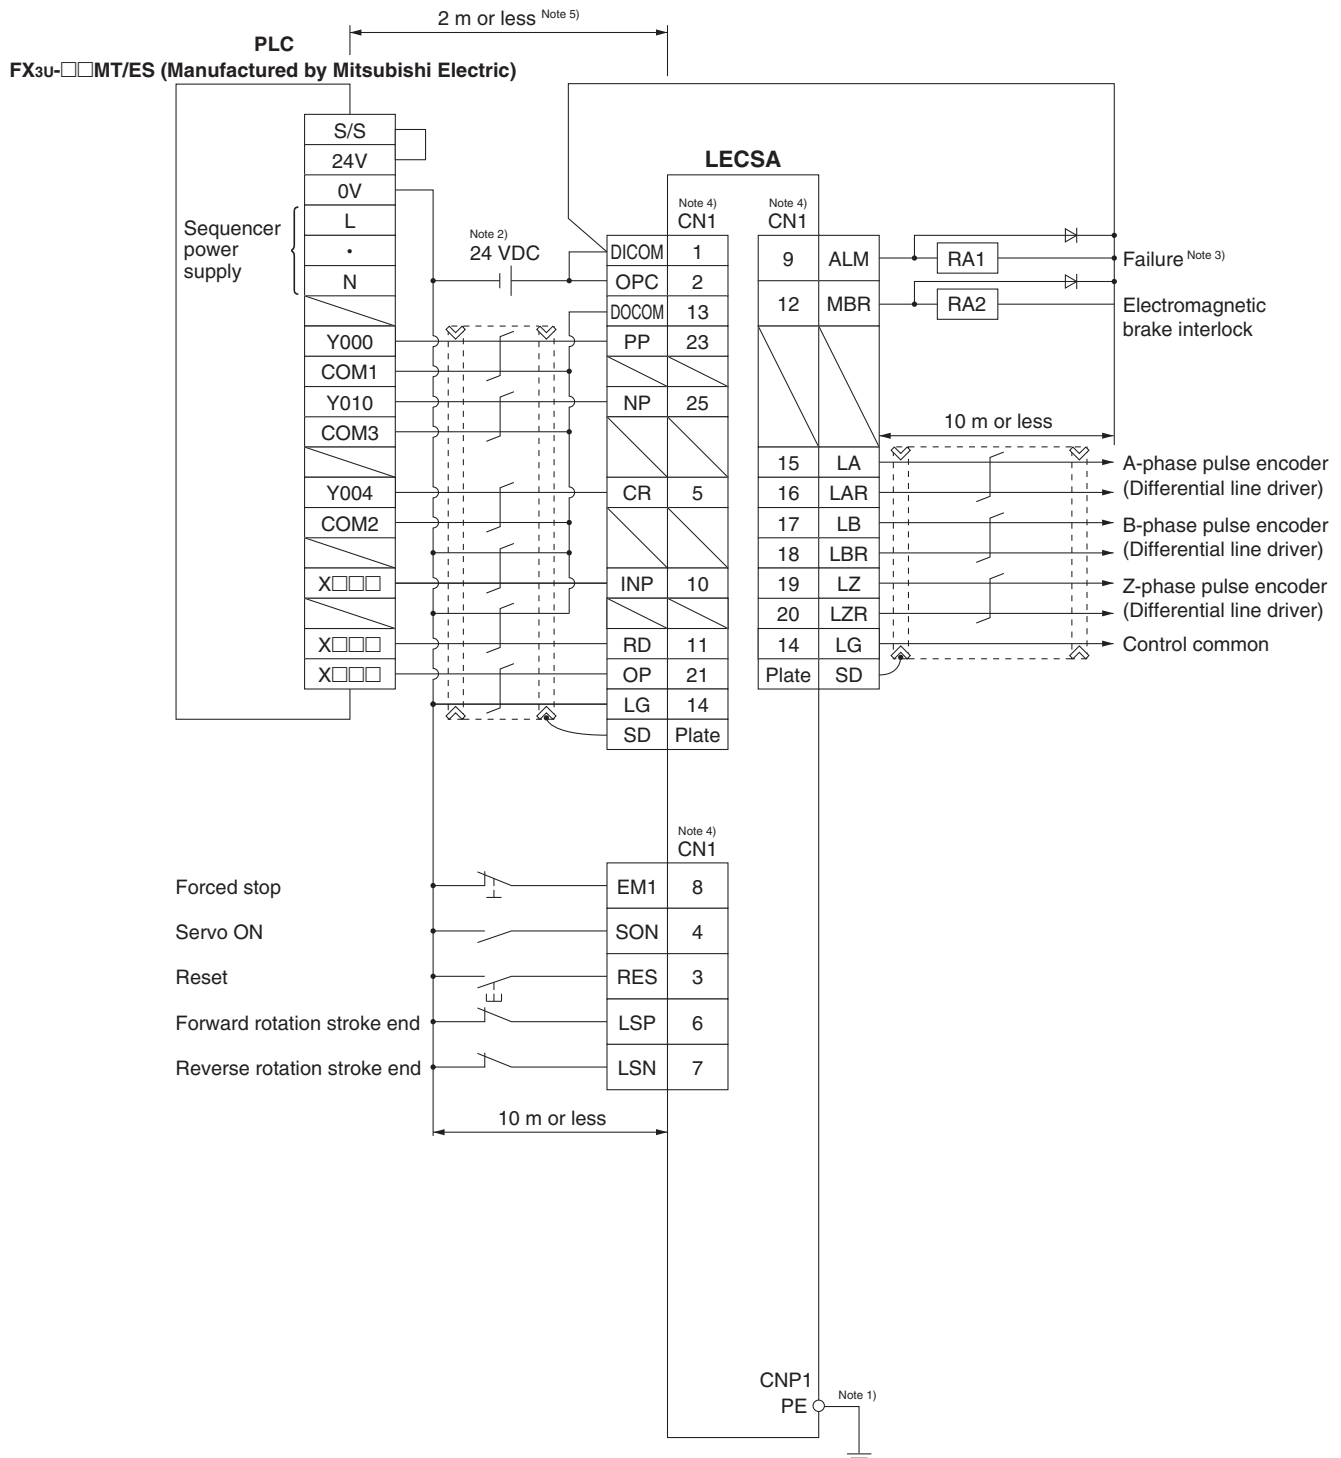 2 m or less Note 5)
PLC
FX3U-□□MT/ES (Manufactured by Mitsubishi Electric)
S/S
24V
0V
L
•
N
Sequencer
power
supply
Y000
COM1
Y010
COM3
Y004
COM2
X□□□
X□□□
X□□□
Note 2)
24 VDC
LECSA
Note 4)
CN1
DICOM 1
OPC 2
DOCOM 13
PP 23
NP 25
CR 5
INP 10
RD 11
OP 21
LG 14
SD Plate
Note 4)
CN1
9 ALM RA1 Failure Note 3)
12 MBR RA2 Electromagnetic
brake interlock
10 m or less
15 LA A-phase pulse encoder
16 LAR (Differential line driver)
17 LB B-phase pulse encoder
18 LBR (Differential line driver)
19 LZ Z-phase pulse encoder
20 LZR (Differential line driver)
14 LG Control common
Plate SD
Note 4)
CN1
Forced stop EM1 8
Servo ON SON 4
Reset RES 3
Forward rotation stroke end LSP 6
Reverse rotation stroke end LSN 7
10 m or less
CNP1
PE Note 1)